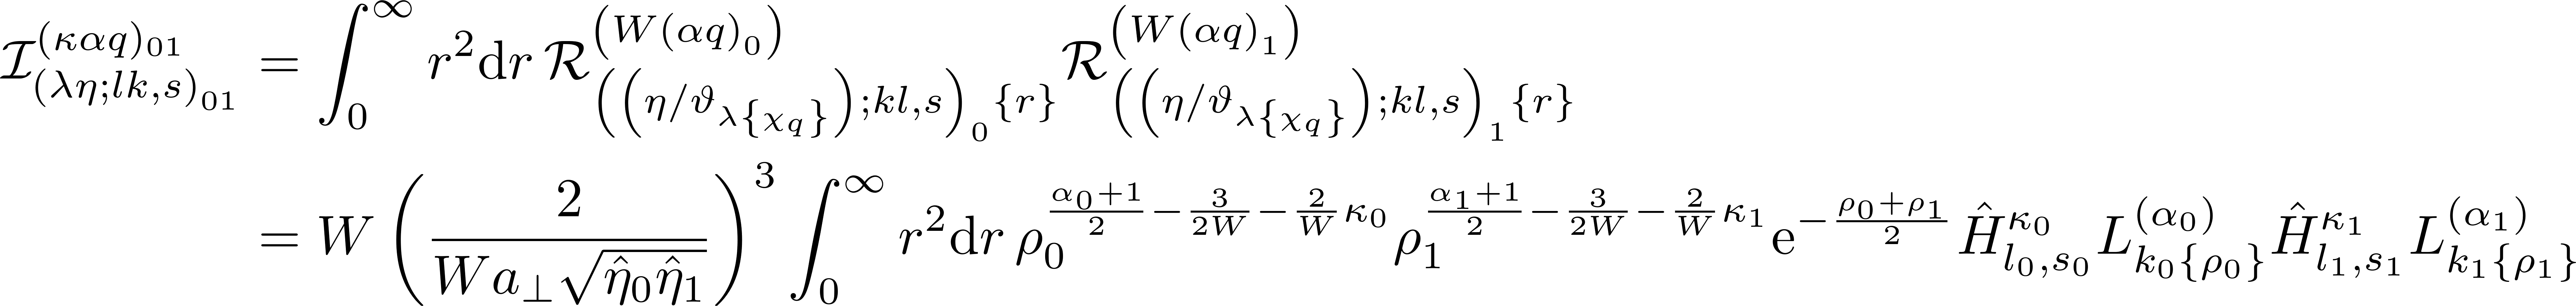 \mathcal{I}_{(\lambda\eta;lk,s)_{01}}^{(\kappa\alpha q)_{01}} = \int_0^\infty r^2 \mathrm{d}r\, \mathcal{R}_{\left(\left(\eta/\vartheta_{\lambda\{\chi_q\}}\right);kl,s\right)_0\{r\}}^{\left(W(\alpha q)_0\right)} \mathcal{R}_{\left(\left(\eta/\vartheta_{\lambda\{\chi_q\}}\right);kl,s\right)_1\{r\}}^{\left(W(\alpha q)_1\right)}
= W \left(\frac{2}{W a_\perp \sqrt{\hat{\eta}_0 \hat{\eta}_1}}\right)^3 \int_0^\infty r^2 \mathrm{d}r\, \rho_0^{\frac{\alpha_0+1}{2}-\frac{3}{2W}-\frac{2}{W}\kappa_0} \rho_1^{\frac{\alpha_1+1}{2}-\frac{3}{2W}-\frac{2}{W}\kappa_1} \mathrm{e}^{-\frac{\rho_0+\rho_1}{2}} \hat{H}_{l_0,s_0}^{\kappa_0} L_{k_0\{\rho_0\}}^{(\alpha_0)} \hat{H}_{l_1,s_1}^{\kappa_1} L_{k_1\{\rho_1\}}^{(\alpha_1)}